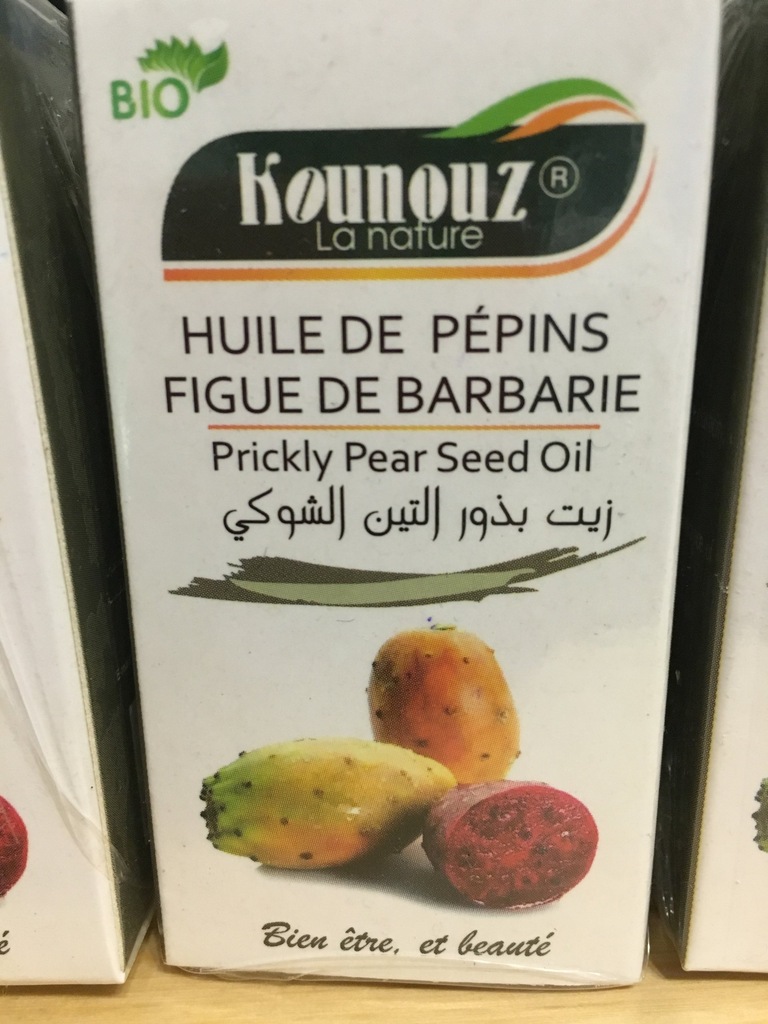 BIO
Kounouz®
La nature
HUILE DE PÉPINS
FIGUE DE BARBARIE
Prickly Pear Seed Oil
زيت بذور التين الشوكي
Bien être, et beauté
é